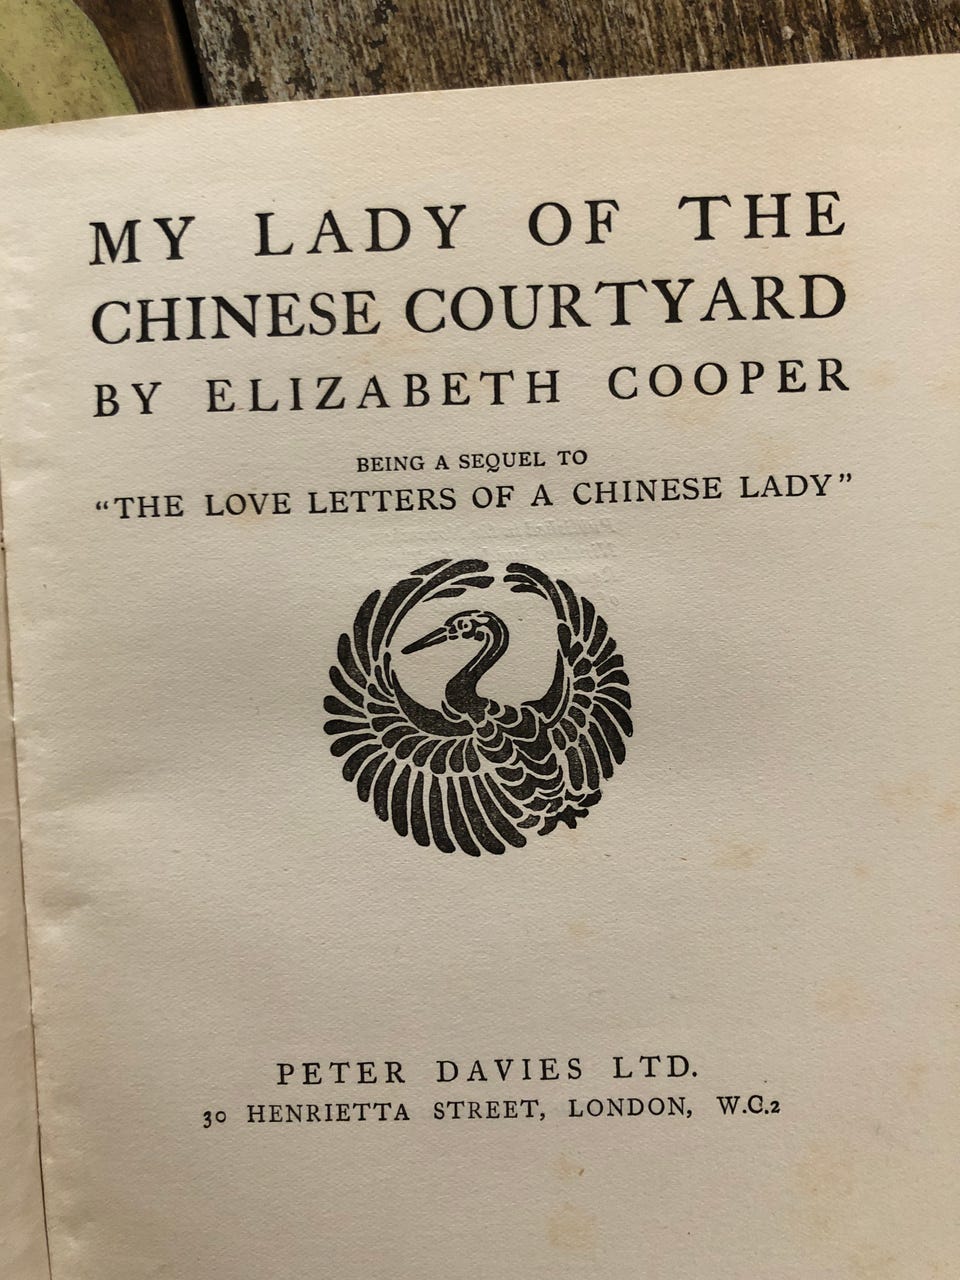 MY LADY OF THE
CHINESE COURTYARD
BY ELIZABETH COOPER
BEING A SEQUEL TO
“THE LOVE LETTERS OF A CHINESE LADY”
PETER DAVIES LTD.
30 HENRIETTA STREET, LONDON, W.C.2